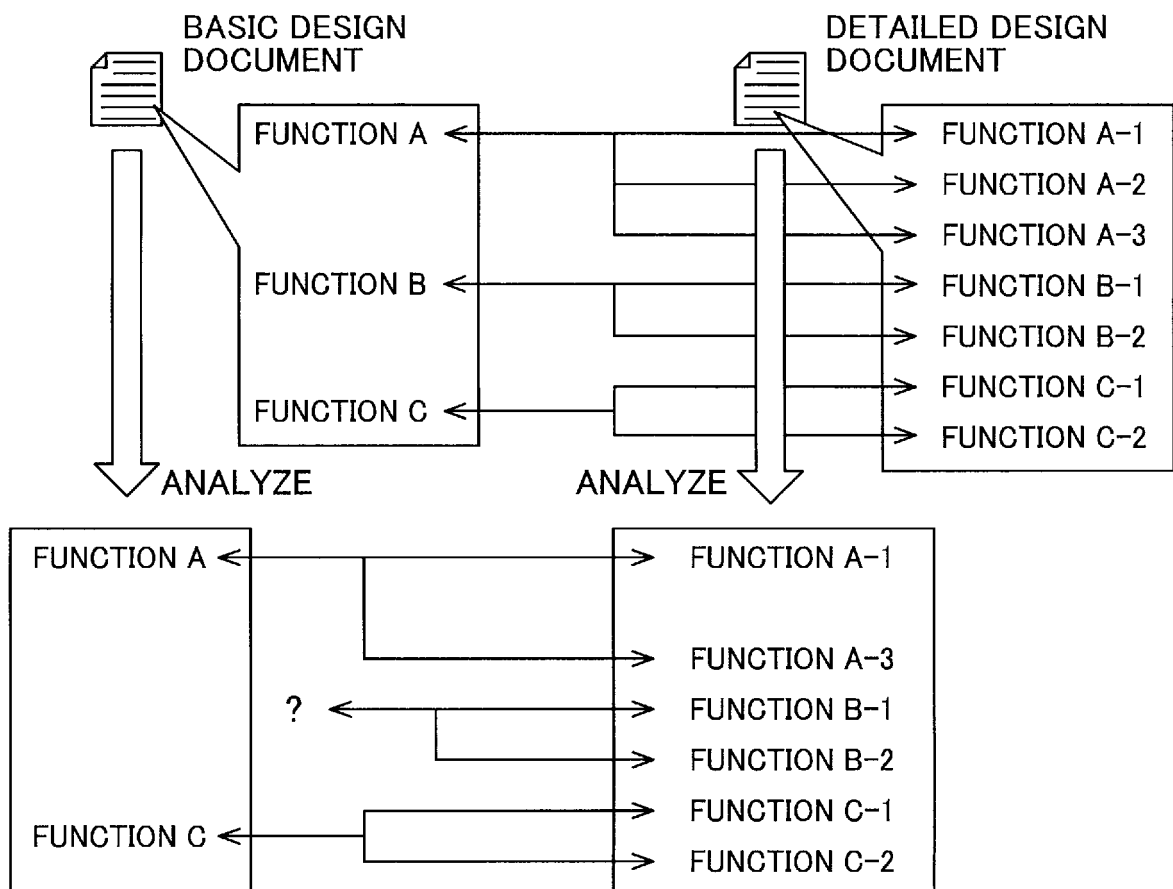 BASIC DESIGN
DOCUMENT
DETAILED DESIGN
DOCUMENT
FUNCTION A
FUNCTION B
FUNCTION C
FUNCTION A-1
FUNCTION A-2
FUNCTION A-3
FUNCTION B-1
FUNCTION B-2
FUNCTION C-1
FUNCTION C-2
ANALYZE
ANALYZE
FUNCTION A
?
FUNCTION C
FUNCTION A-1
FUNCTION A-3
FUNCTION B-1
FUNCTION B-2
FUNCTION C-1
FUNCTION C-2